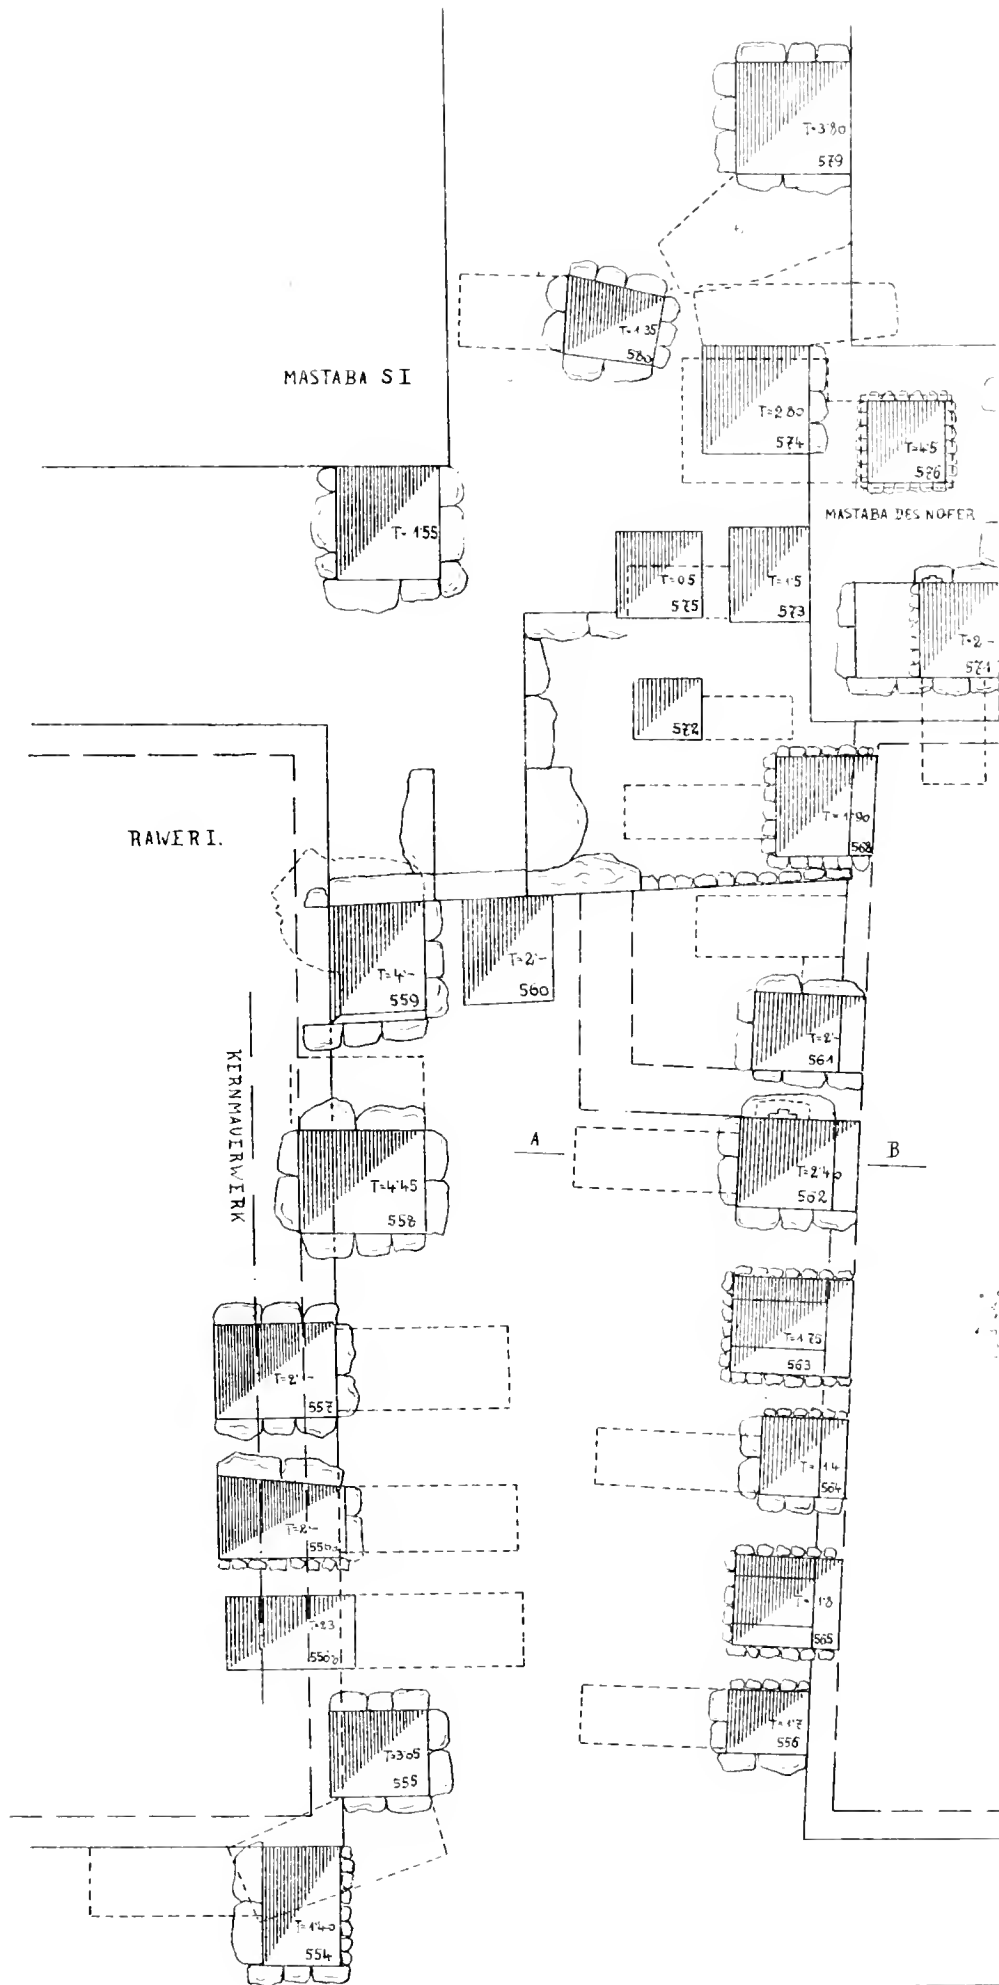 T=3'80
579
T=1'35
580
MASTABA S I
T=2'80
574
T=4'5
576
MASTABA DES NOFER
T=1'55
T=0'5
575
T=1'5
573
T=2'-
571
572
T=1'90
568
RAWER I.
T=4'-
559
T=2'-
560
T=2'-
561
KERNMAUERWERK
A
B
T=4'45
558
T=2'40
562
T=1'75
563
T=2'-
557
T=1'4
564
T=2'-
T=1'8
565
T=2'3
T=1'7
556
T=3'05
555
T=1'40
554